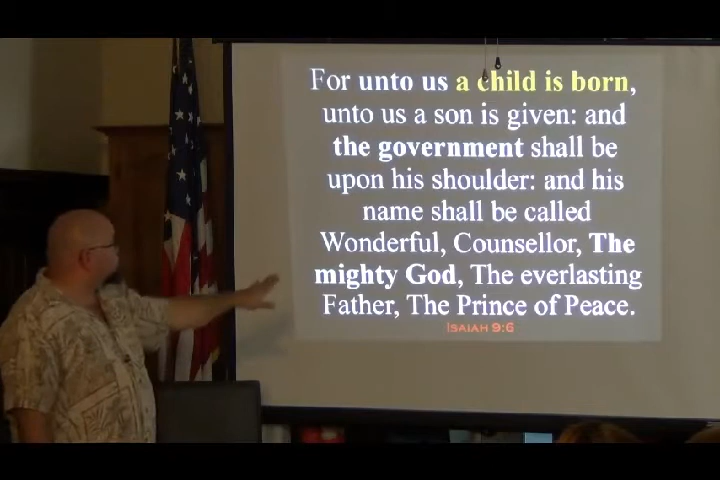 For unto us a child is born,
unto us a son is given: and
the government shall be
upon his shoulder: and his
name shall be called
Wonderful, Counsellor, The
mighty God, The everlasting
Father, The Prince of Peace.
Isaiah 9:6